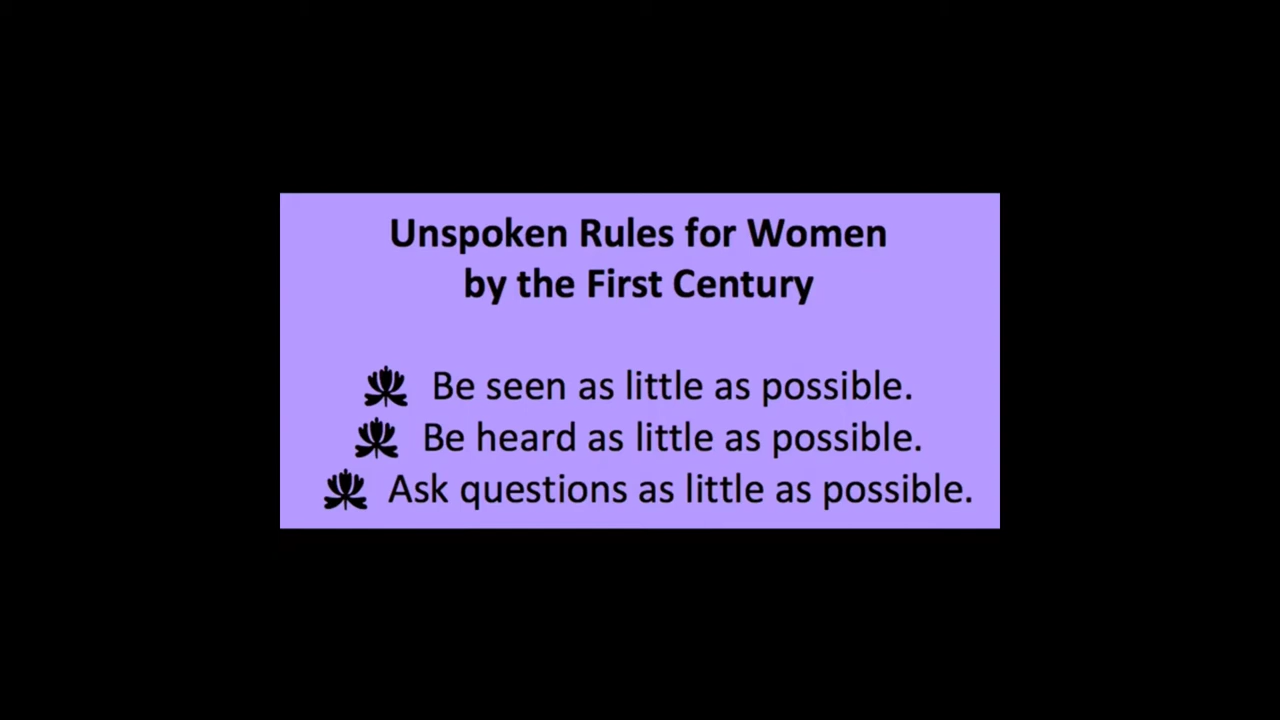 Unspoken Rules for Women
by the First Century
Be seen as little as possible.
Be heard as little as possible.
Ask questions as little as possible.